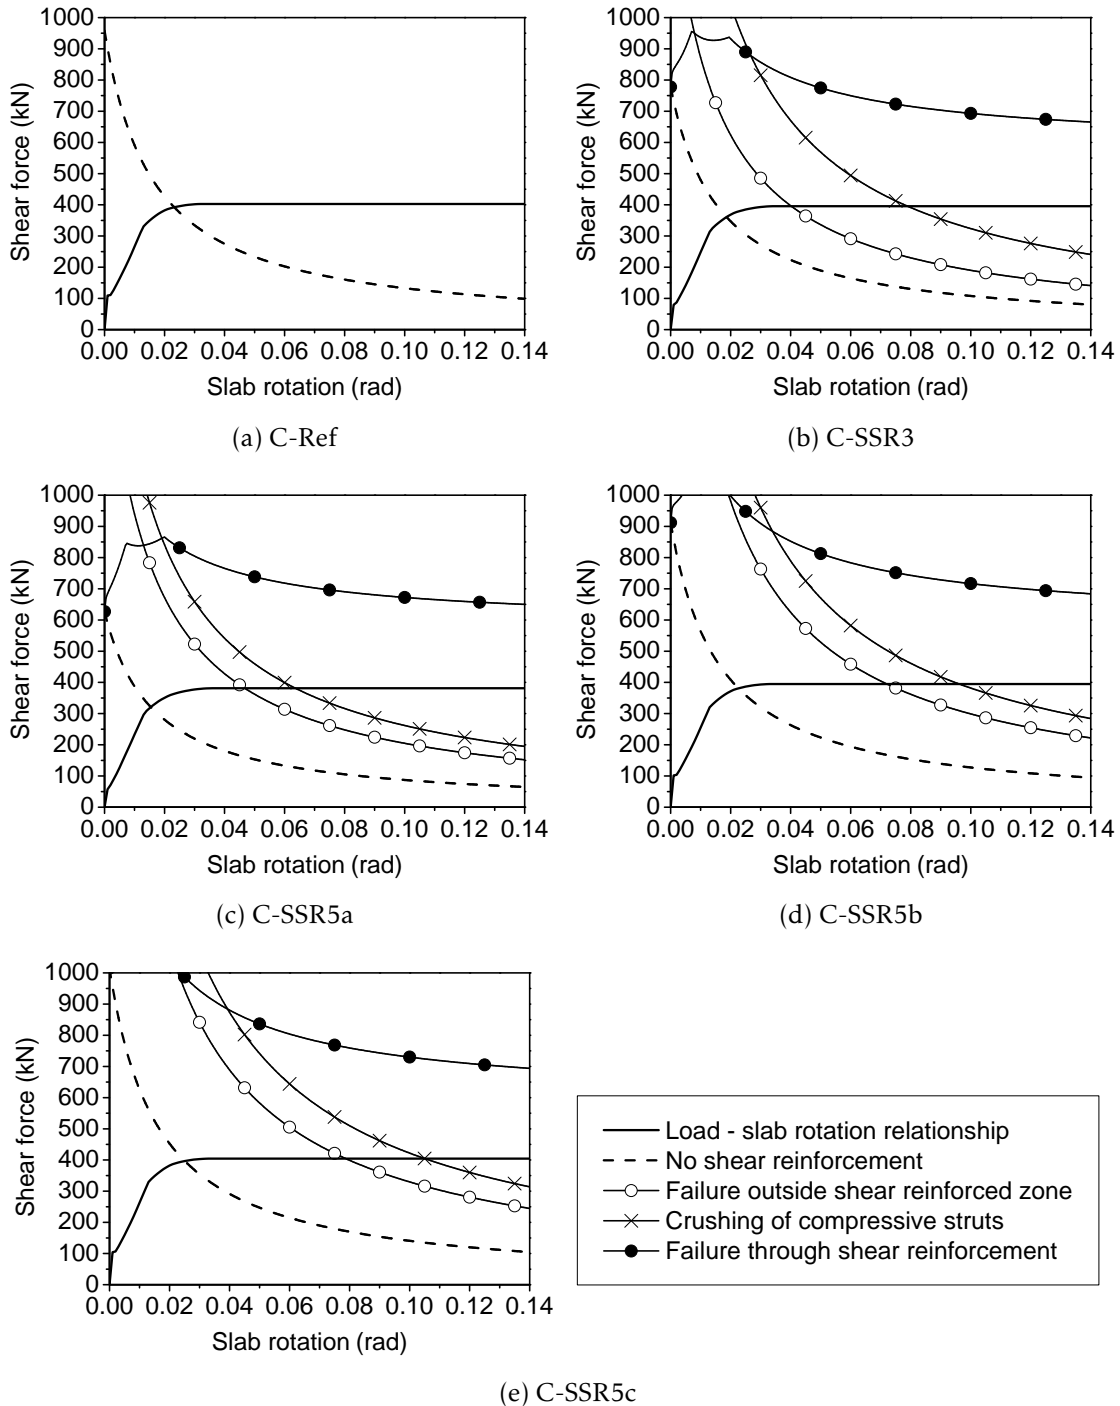 1000
900
800
700
600
500
400
300
200
100
0
Shear force (kN)
0.00 0.02 0.04 0.06 0.08 0.10 0.12 0.14
Slab rotation (rad)
(a) C-Ref
1000
900
800
700
600
500
400
300
200
100
0
Shear force (kN)
0.00 0.02 0.04 0.06 0.08 0.10 0.12 0.14
Slab rotation (rad)
(b) C-SSR3
1000
900
800
700
600
500
400
300
200
100
0
Shear force (kN)
0.00 0.02 0.04 0.06 0.08 0.10 0.12 0.14
Slab rotation (rad)
(c) C-SSR5a
1000
900
800
700
600
500
400
300
200
100
0
Shear force (kN)
0.00 0.02 0.04 0.06 0.08 0.10 0.12 0.14
Slab rotation (rad)
(d) C-SSR5b
1000
900
800
700
600
500
400
300
200
100
0
Shear force (kN)
0.00 0.02 0.04 0.06 0.08 0.10 0.12 0.14
Slab rotation (rad)
Load - slab rotation relationship
No shear reinforcement
Failure outside shear reinforced zone
Crushing of compressive struts
Failure through shear reinforcement
(e) C-SSR5c